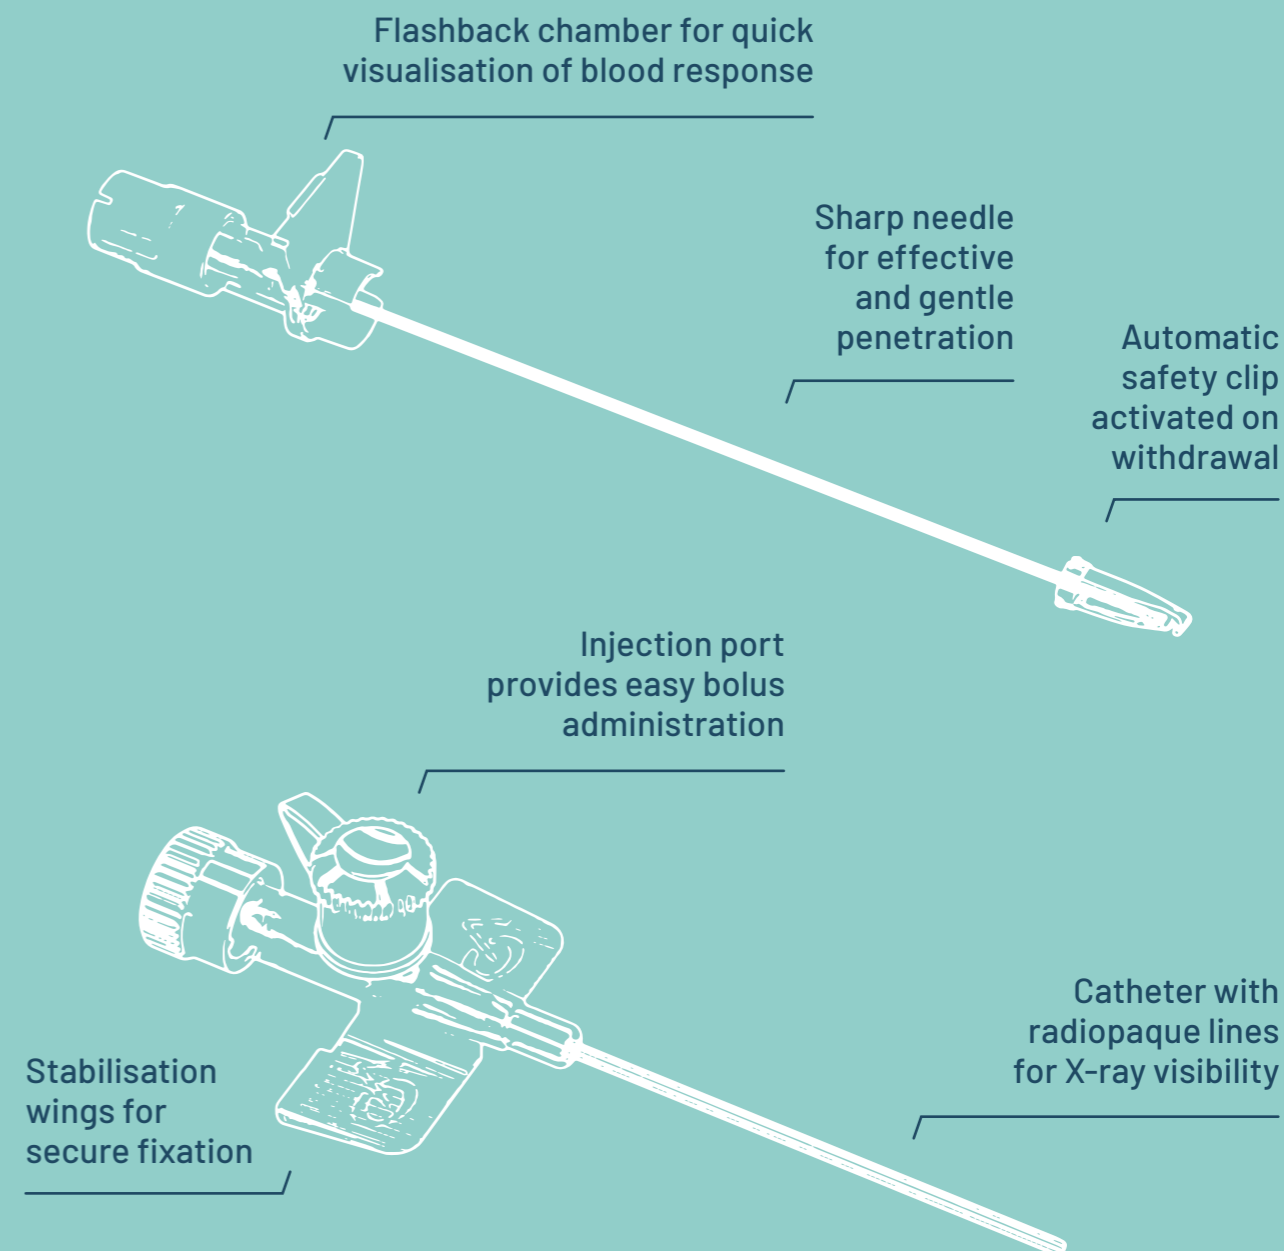 Flashback chamber for quick
visualisation of blood response
Sharp needle
for effective
and gentle
penetration
Automatic
safety clip
activated on
withdrawal
Injection port
provides easy bolus
administration
Catheter with
radiopaque lines
for X-ray visibility
Stabilisation
wings for
secure fixation